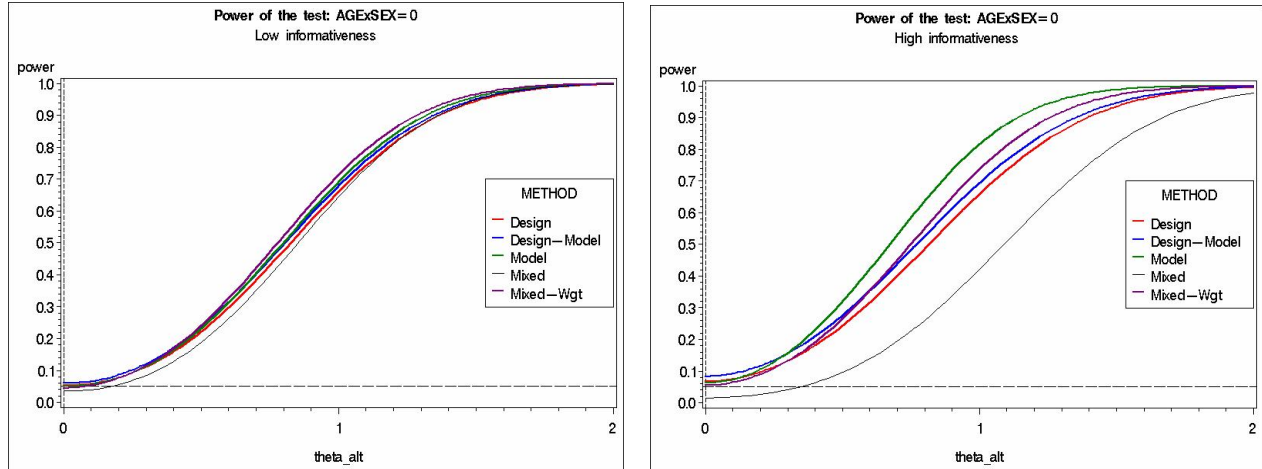 Power of the test: AGExSEX=0
Low informativeness
power
1.0
0.9
0.8
0.7
0.6
0.5
0.4
0.3
0.2
0.1
0.0
METHOD
Design
Design—Model
Model
Mixed
Mixed—Wgt
0 1 2
theta_alt
Power of the test: AGExSEX=0
High informativeness
power
1.0
0.9
0.8
0.7
0.6
0.5
0.4
0.3
0.2
0.1
0.0
METHOD
Design
Design—Model
Model
Mixed
Mixed—Wgt
0 1 2
theta_alt